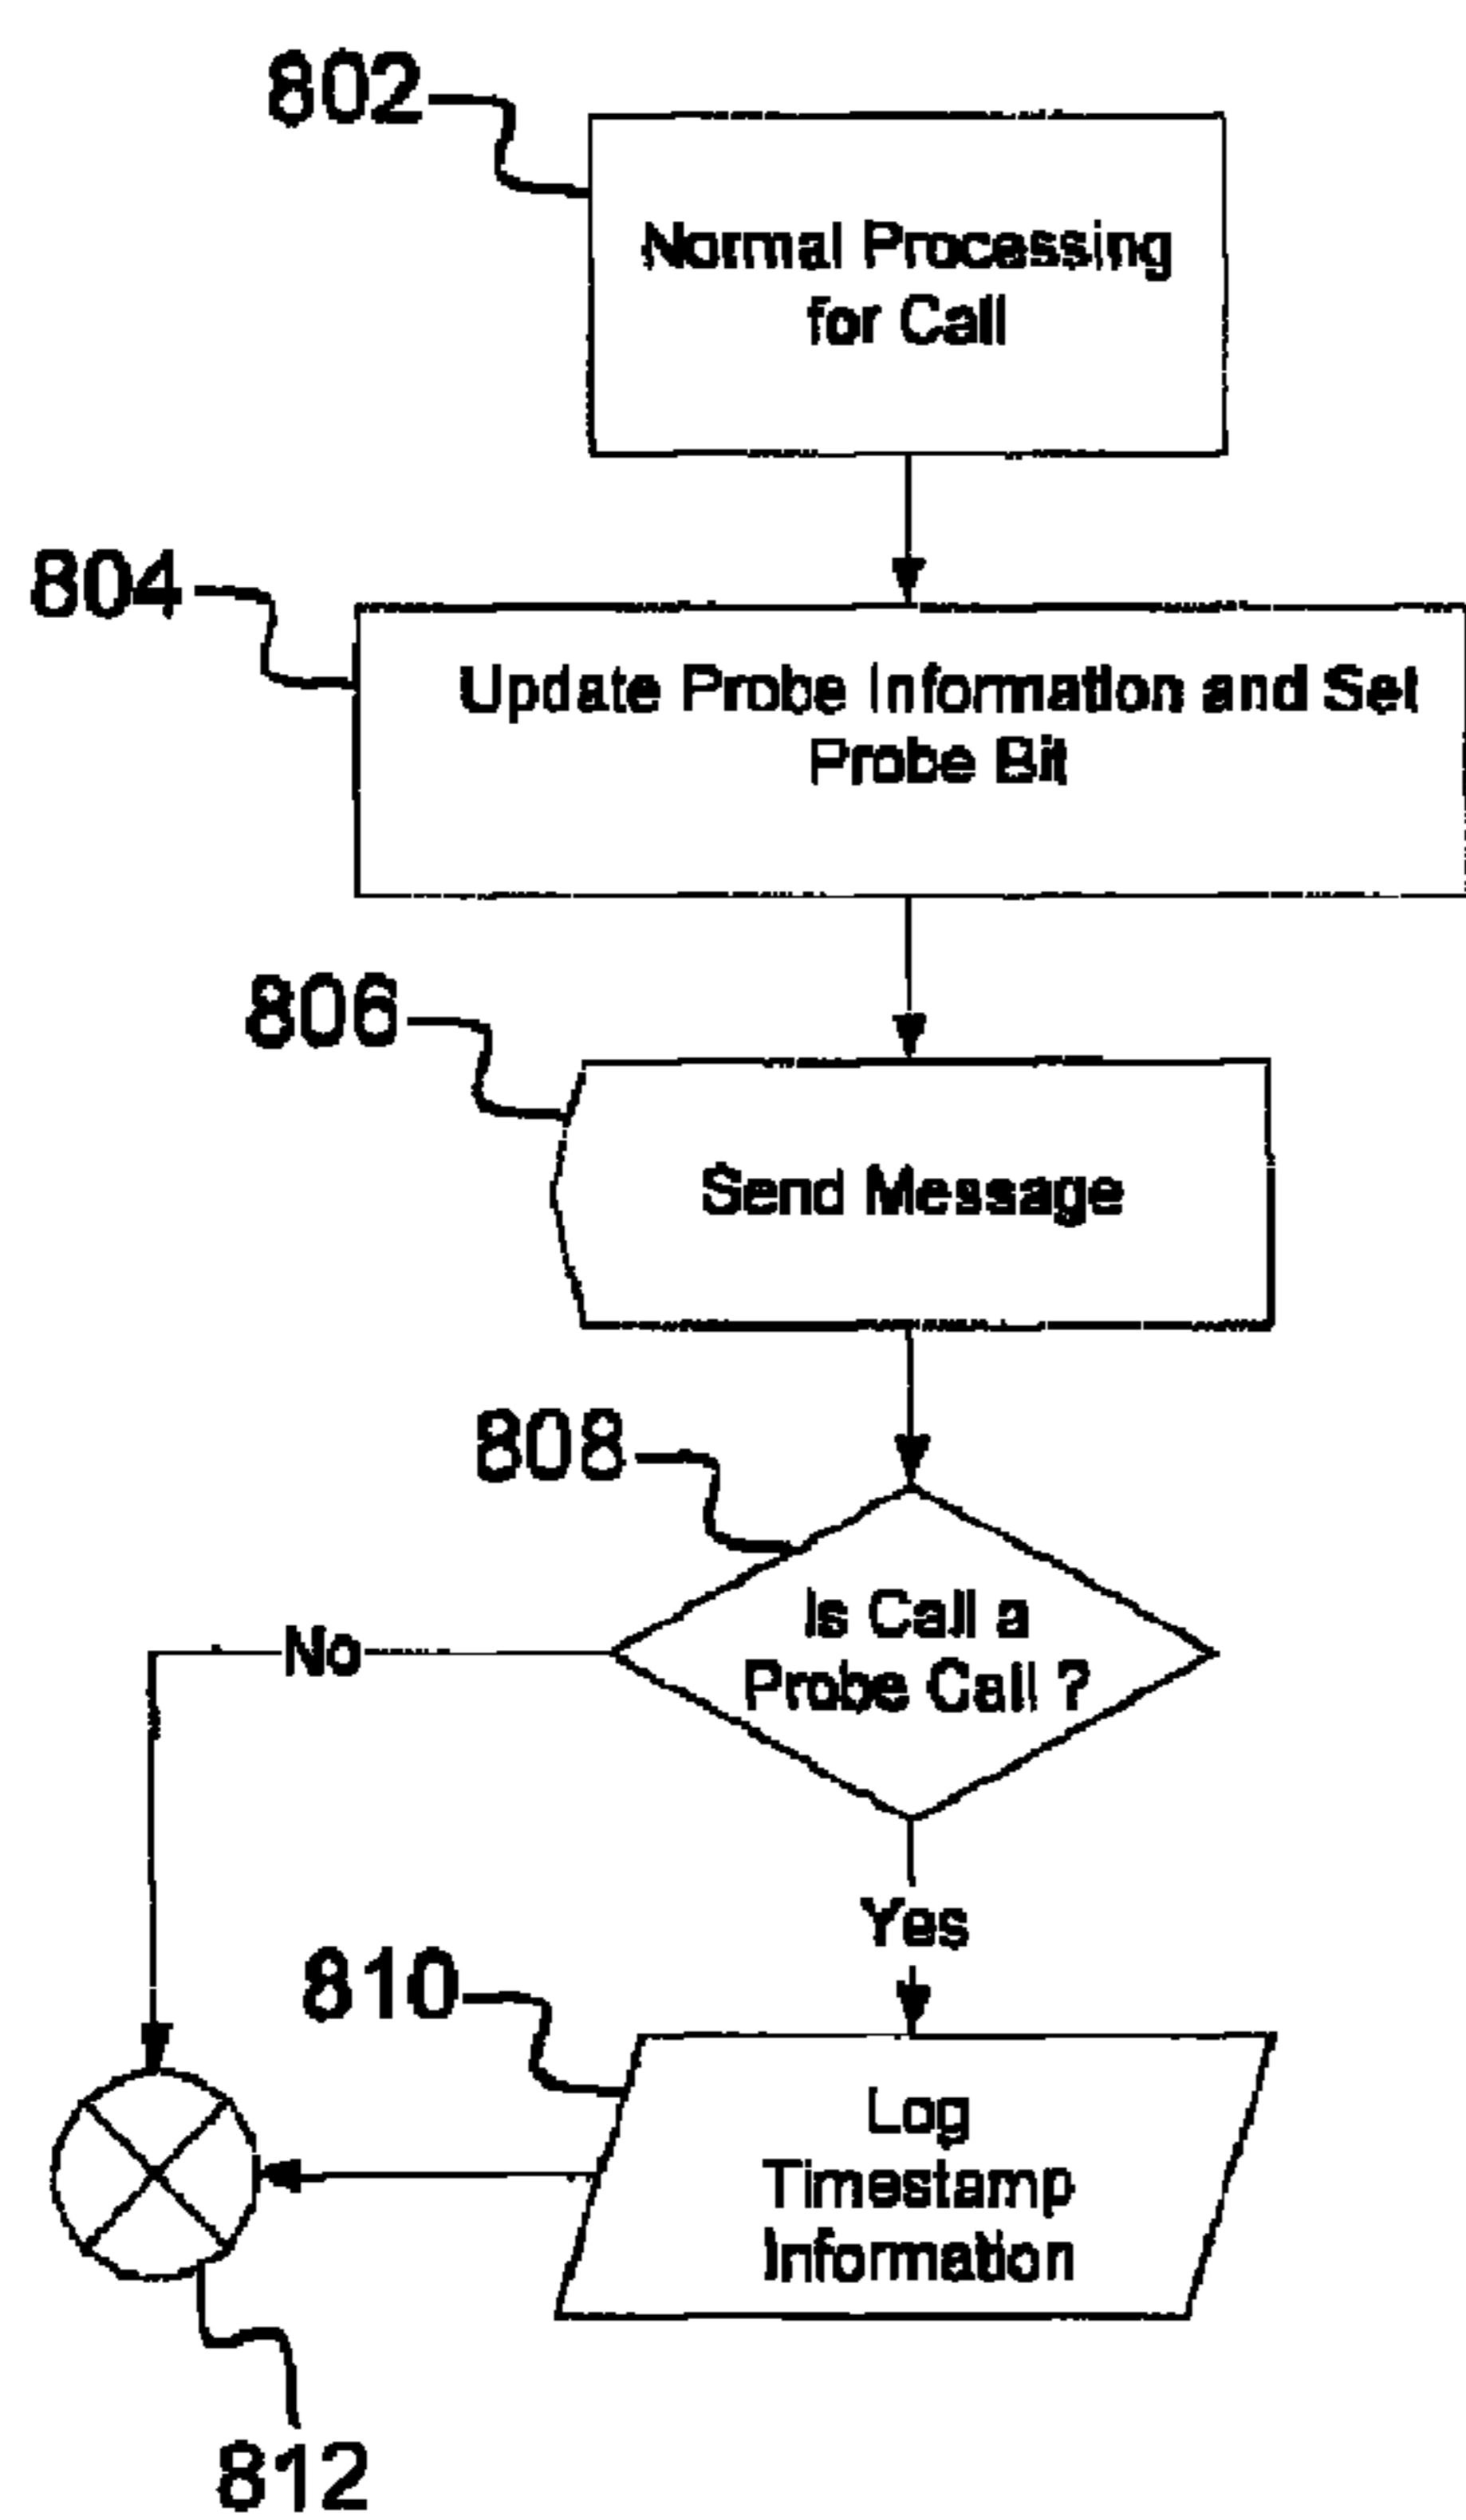 802
Normal Processing
for Call
804
Update Probe Information and Set
Probe Bit
806
Send Message
808
Is Call a
Probe Call ?
No
Yes
810
Log
Timestamp
Information
812